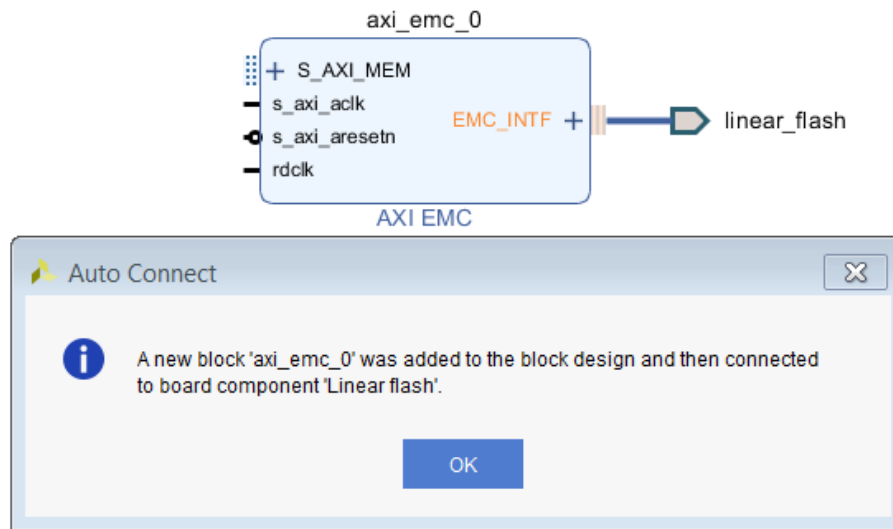 axi_emc_0
S_AXI_MEM
s_axi_aclk
s_axi_aresetn
rdclk
EMC_INTF
linear_flash
AXI EMC
Auto Connect
A new block 'axi_emc_0' was added to the block design and then connected
to board component 'Linear flash'.
OK